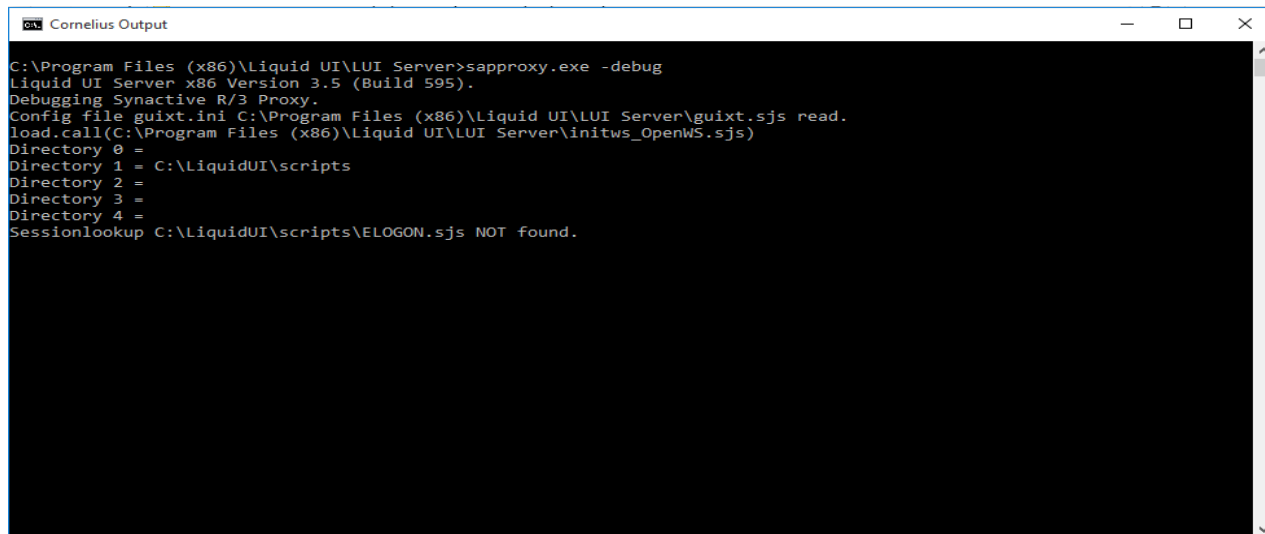 Cornelius Output
C:\Program Files (x86)\Liquid UI\LUI Server>sapproxy.exe -debug
Liquid UI Server x86 Version 3.5 (Build 595).
Debugging Synactive R/3 Proxy.
Config file guixt.ini C:\Program Files (x86)\Liquid UI\LUI Server\guixt.sjs read.
load.call(C:\Program Files (x86)\Liquid UI\LUI Server\initws_OpenWS.sjs)
Directory 0 =
Directory 1 = C:\LiquidUI\scripts
Directory 2 =
Directory 3 =
Directory 4 =
Sessionlookup C:\LiquidUI\scripts\ELOGON.sjs NOT found.